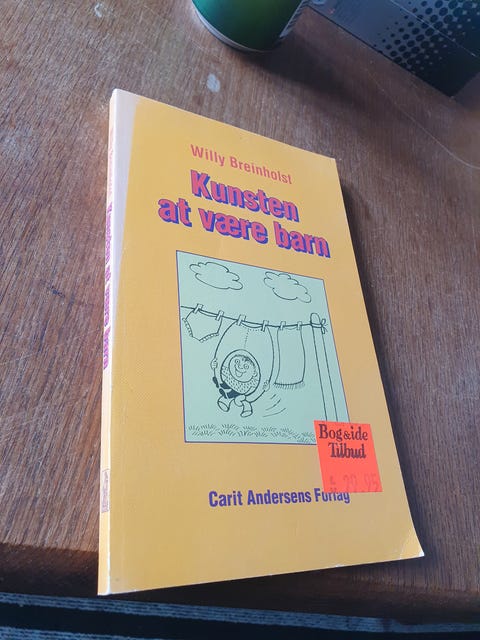 Willy Breinholst
Kunsten
at være barn
Bog&ide
Tilbud
Carit Andersens Forlag